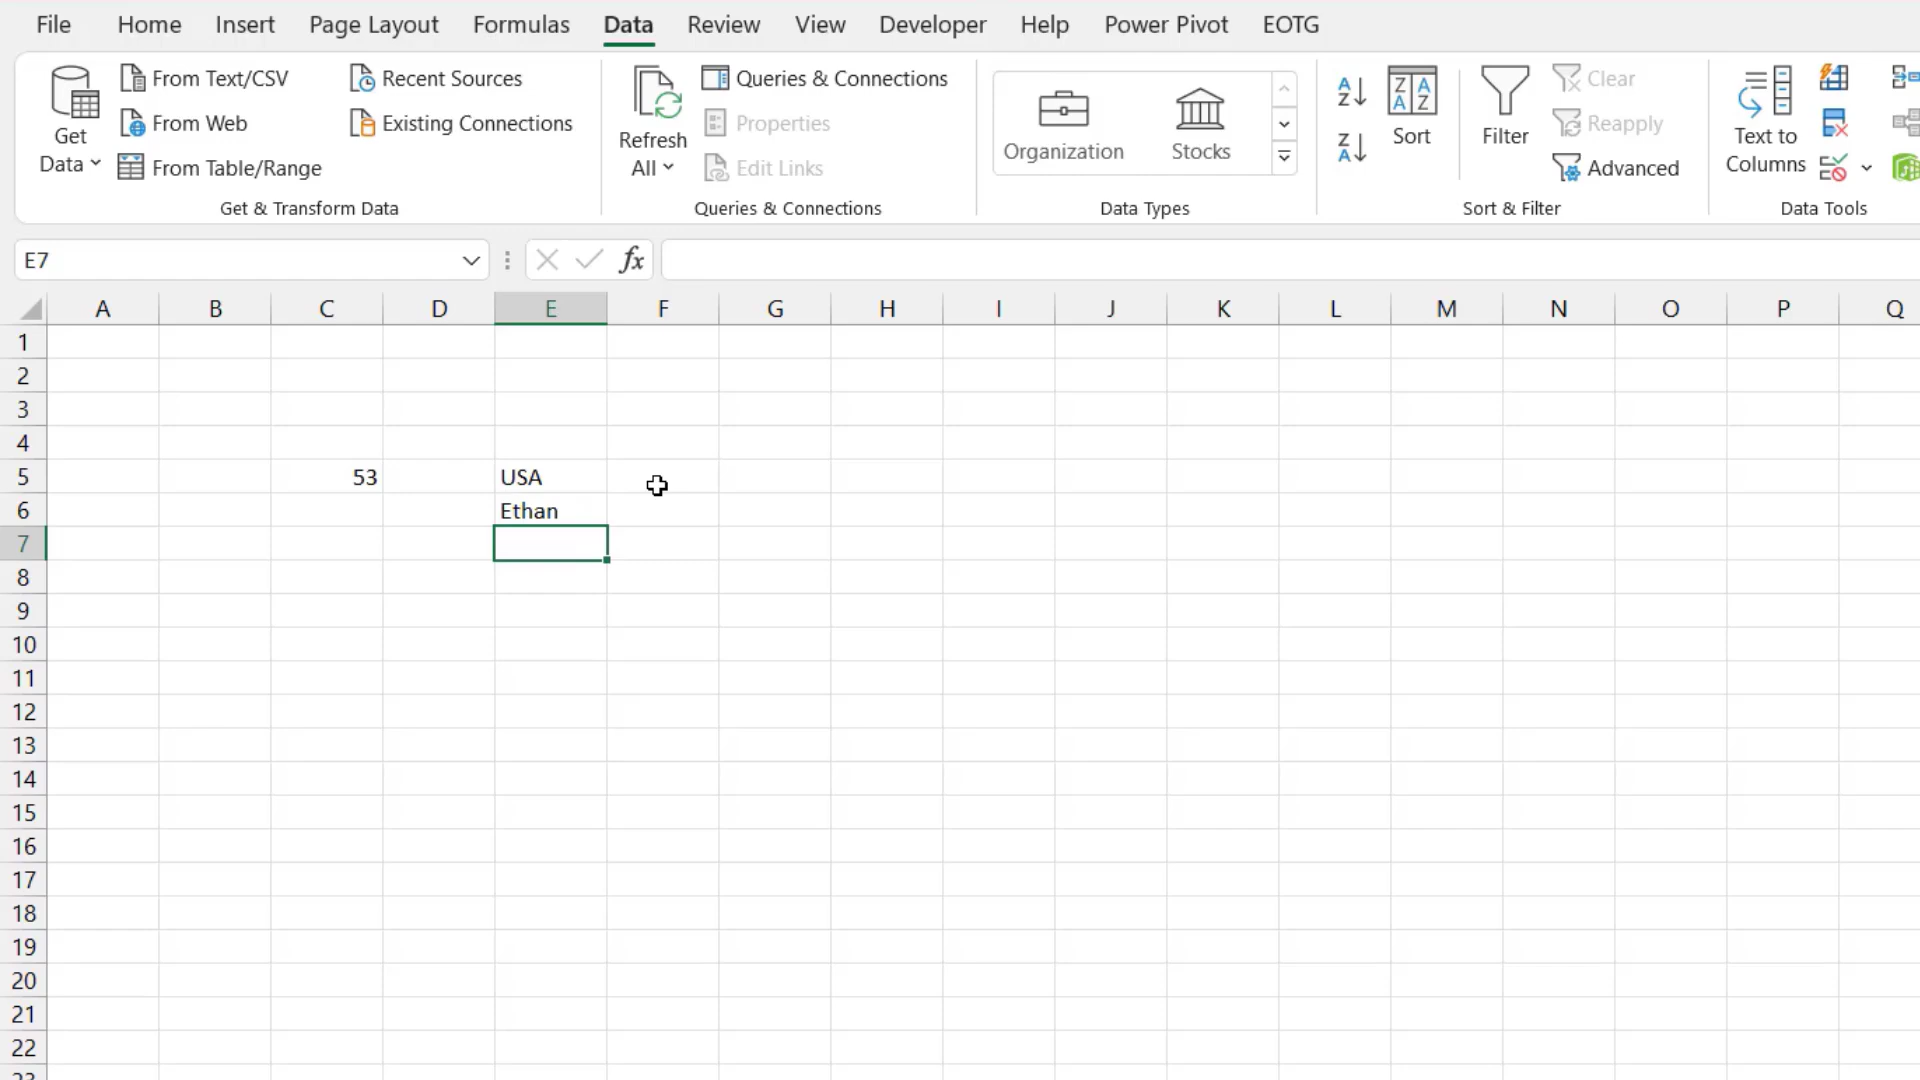 File Home Insert Page Layout Formulas Data Review View Developer Help Power Pivot EOTG
Get Data
From Text/CSV
From Web
From Table/Range
Recent Sources
Existing Connections
Get & Transform Data
Refresh All
Queries & Connections
Properties
Edit Links
Queries & Connections
Organization
Stocks
Data Types
Sort
Filter
Clear
Reapply
Advanced
Sort & Filter
Text to Columns
Data Tools
E7
fx
A B C D E F G H I J K L M N O P Q
1
2
3
4
5 53 USA
6 Ethan
7
8
9
10
11
12
13
14
15
16
17
18
19
20
21
22
23